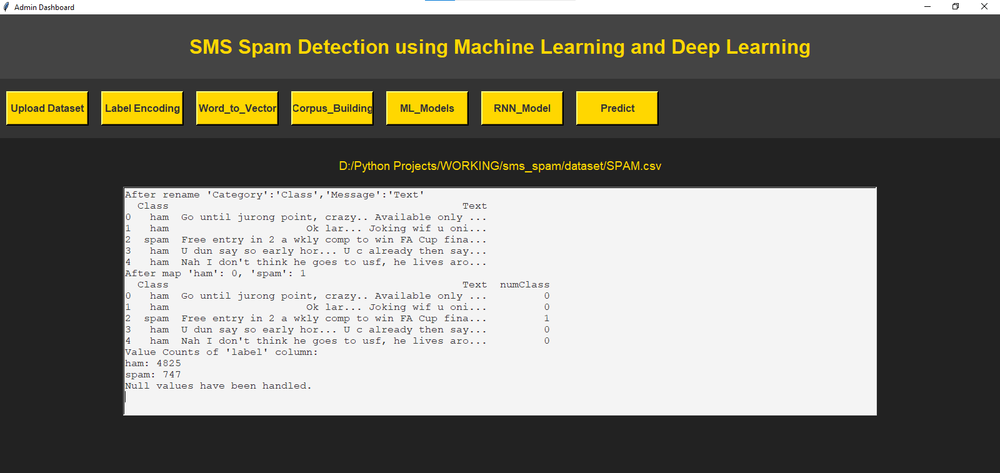 Admin Dashboard
SMS Spam Detection using Machine Learning and Deep Learning
Upload Dataset Label Encoding Word_to_Vector Corpus_Building ML_Models RNN_Model Predict
D:/Python Projects/WORKING/sms_spam/dataset/SPAM.csv
After rename 'Category':'Class','Message':'Text'
  Class                                               Text
0   ham  Go until jurong point, crazy.. Available only ...
1   ham                      Ok lar... Joking wif u oni...
2  spam  Free entry in 2 a wkly comp to win FA Cup fina...
3   ham  U dun say so early hor... U c already then say...
4   ham  Nah I don't think he goes to usf, he lives aro...
After map 'ham': 0, 'spam': 1
  Class                                               Text  numClass
0   ham  Go until jurong point, crazy.. Available only ...         0
1   ham                      Ok lar... Joking wif u oni...         0
2  spam  Free entry in 2 a wkly comp to win FA Cup fina...         1
3   ham  U dun say so early hor... U c already then say...         0
4   ham  Nah I don't think he goes to usf, he lives aro...         0
Value Counts of 'label' column:
ham: 4825
spam: 747
Null values have been handled.